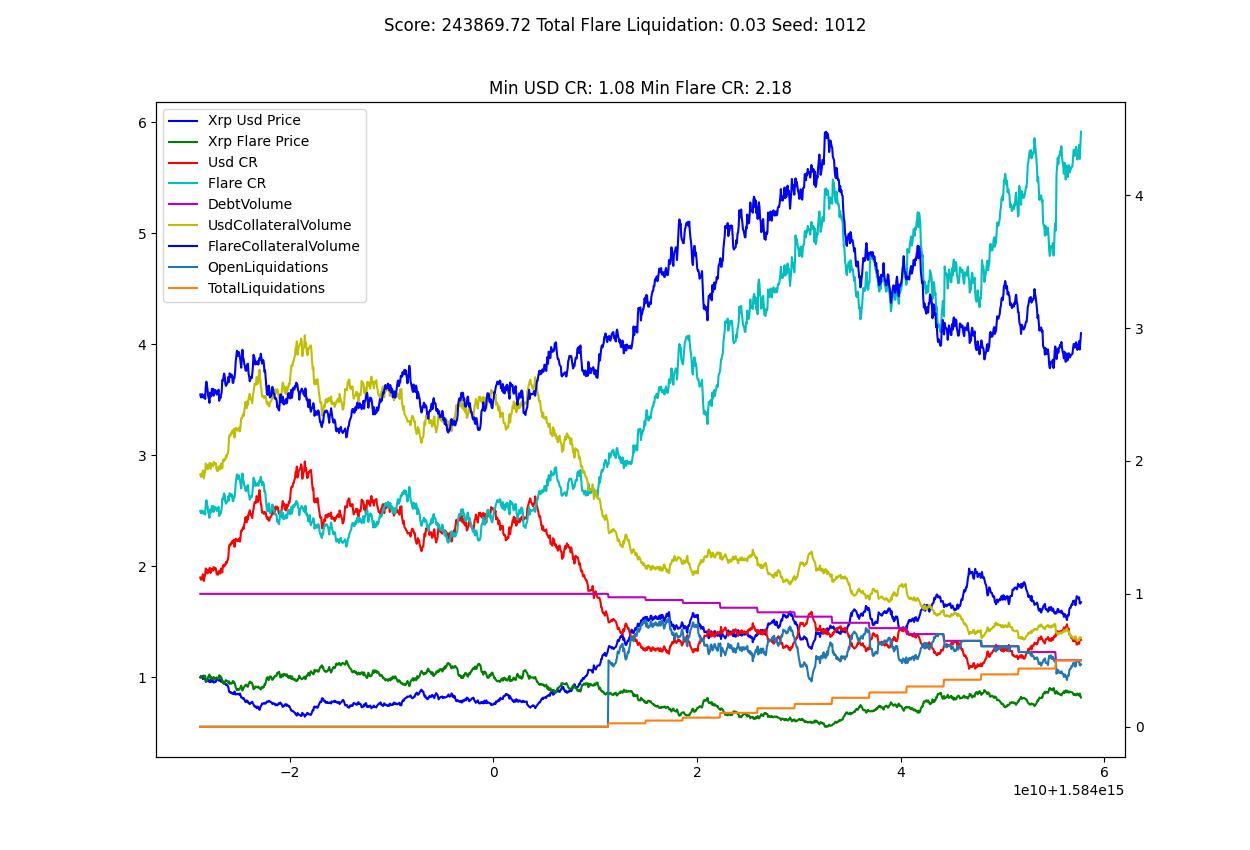 Score: 243869.72 Total Flare Liquidation: 0.03 Seed: 1012
Min USD CR: 1.08 Min Flare CR: 2.18
Xrp Usd Price
Xrp Flare Price
Usd CR
Flare CR
DebtVolume
UsdCollateralVolume
FlareCollateralVolume
OpenLiquidations
TotalLiquidations
6
5
4
3
2
1
4
3
2
1
0
−2
0
2
4
6
1e10+1.584e15